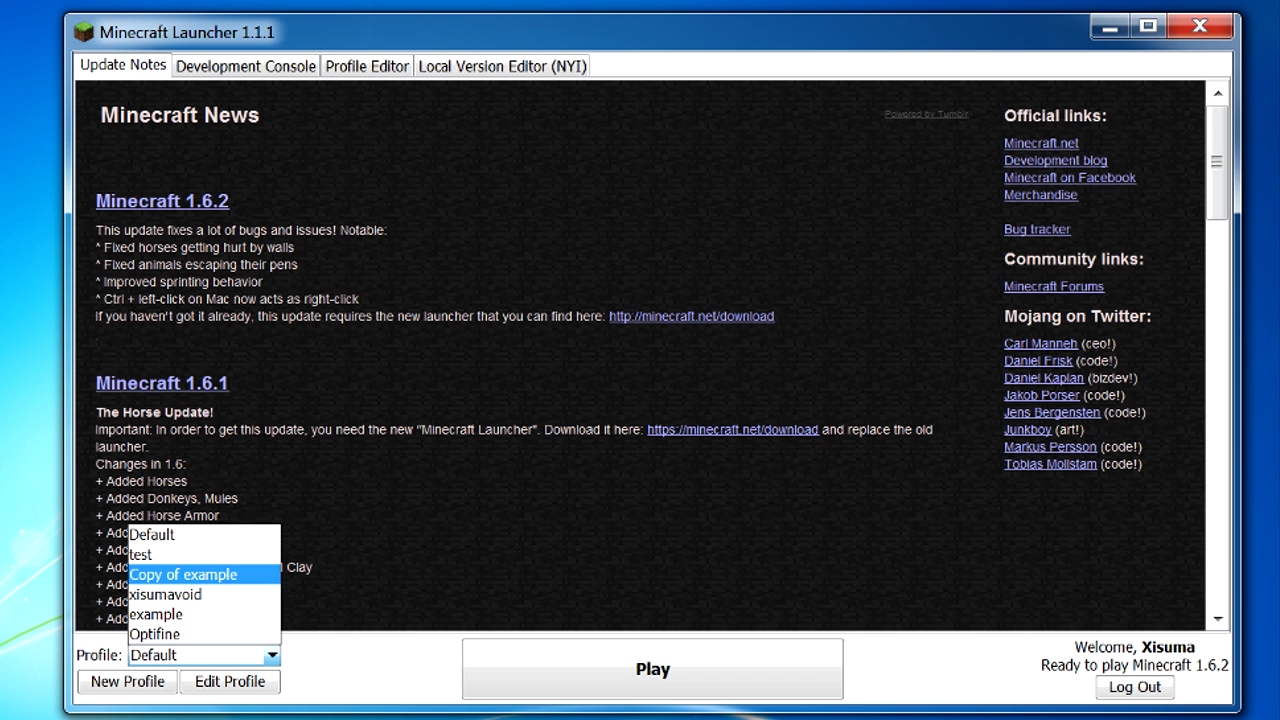 Minecraft Launcher 1.1.1
Update Notes
Development Console
Profile Editor
Local Version Editor (NYI)
Minecraft News
Powered by Tumblr
Minecraft 1.6.2
This update fixes a lot of bugs and issues! Notable:
* Fixed horses getting hurt by walls
* Fixed animals escaping their pens
* Improved sprinting behavior
* Ctrl + left-click on Mac now acts as right-click
If you haven't got it already, this update requires the new launcher that you can find here: http://minecraft.net/download
Minecraft 1.6.1
The Horse Update!
Important: In order to get this update, you need the new "Minecraft Launcher". Download it here: https://minecraft.net/download and replace the old
launcher.
Changes in 1.6:
+ Added Horses
+ Added Donkeys, Mules
+ Added Horse Armor
+ Add
+ Add
+ Add Clay
+ Add
+ Add
+ Add
Official links:
Minecraft.net
Development blog
Minecraft on Facebook
Merchandise
Bug tracker
Community links:
Minecraft Forums
Mojang on Twitter:
Carl Manneh (ceo!)
Daniel Frisk (code!)
Daniel Kaplan (bizdev!)
Jakob Porser (code!)
Jens Bergensten (code!)
Junkboy (art!)
Markus Persson (code!)
Tobias Mollstam (code!)
Default
test
Copy of example
xisumavoid
example
Optifine
Profile: Default
New Profile
Edit Profile
Play
Welcome, Xisuma
Ready to play Minecraft 1.6.2
Log Out